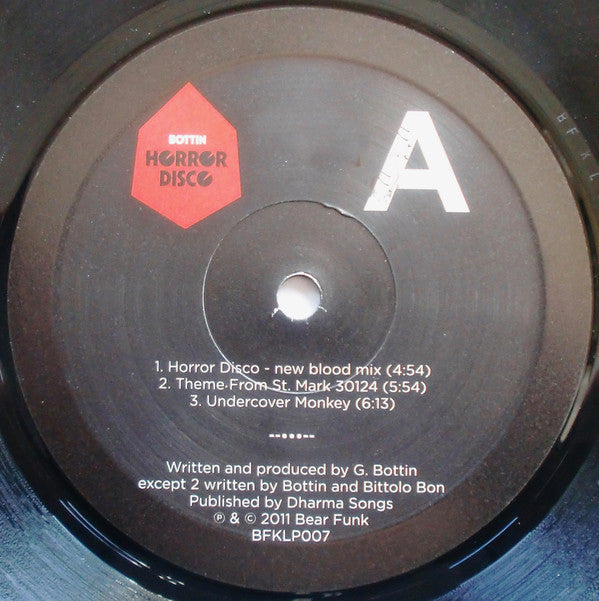 BOTTIN
HORROR
DISCO
A
BFKL
1. Horror Disco - new blood mix (4:54)
2. Theme From St. Mark 30124 (5:54)
3. Undercover Monkey (6:13)
Written and produced by G. Bottin
except 2 written by Bottin and Bittolo Bon
Published by Dharma Songs
℗ & © 2011 Bear Funk
BFKLP007